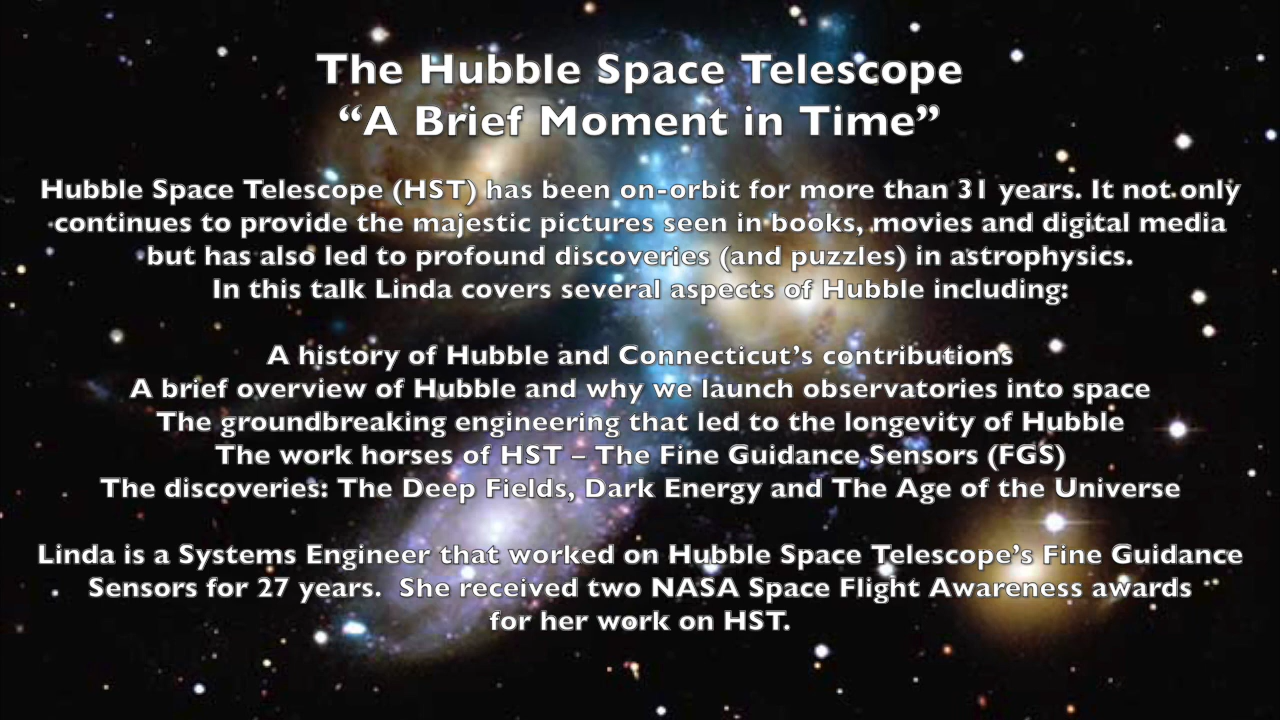 The Hubble Space Telescope
“A Brief Moment in Time”
Hubble Space Telescope (HST) has been on-orbit for more than 31 years. It not only
continues to provide the majestic pictures seen in books, movies and digital media
but has also led to profound discoveries (and puzzles) in astrophysics.
In this talk Linda covers several aspects of Hubble including:
A history of Hubble and Connecticut’s contributions
A brief overview of Hubble and why we launch observatories into space
The groundbreaking engineering that led to the longevity of Hubble
The work horses of HST – The Fine Guidance Sensors (FGS)
The discoveries: The Deep Fields, Dark Energy and The Age of the Universe
Linda is a Systems Engineer that worked on Hubble Space Telescope’s Fine Guidance
Sensors for 27 years.  She received two NASA Space Flight Awareness awards
for her work on HST.